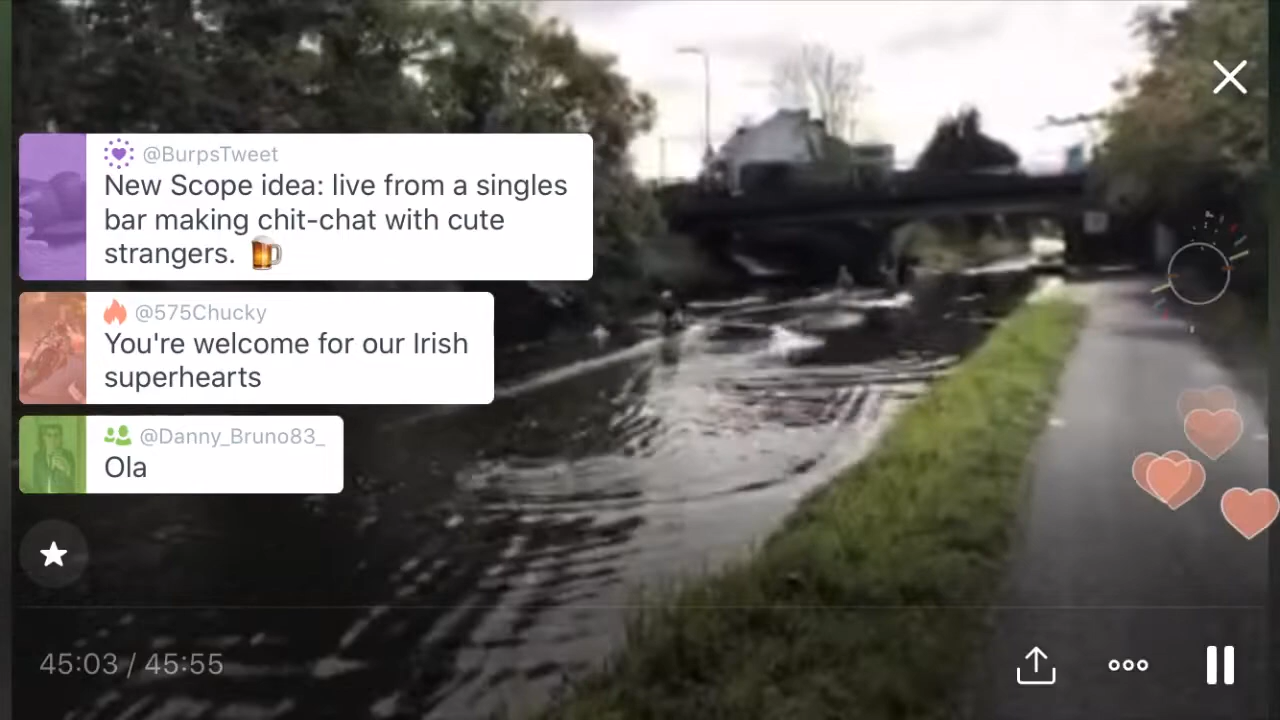 @BurpsTweet
New Scope idea: live from a singles
bar making chit-chat with cute
strangers. 🍺
@575Chucky
You're welcome for our Irish
superhearts
@Danny_Bruno83_
Ola
45:03 / 45:55